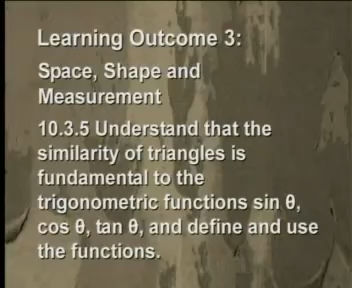 Learning Outcome 3:
Space, Shape and
Measurement
10.3.5 Understand that the
similarity of triangles is
fundamental to the
trigonometric functions sin θ,
cos θ, tan θ, and define and use
the functions.